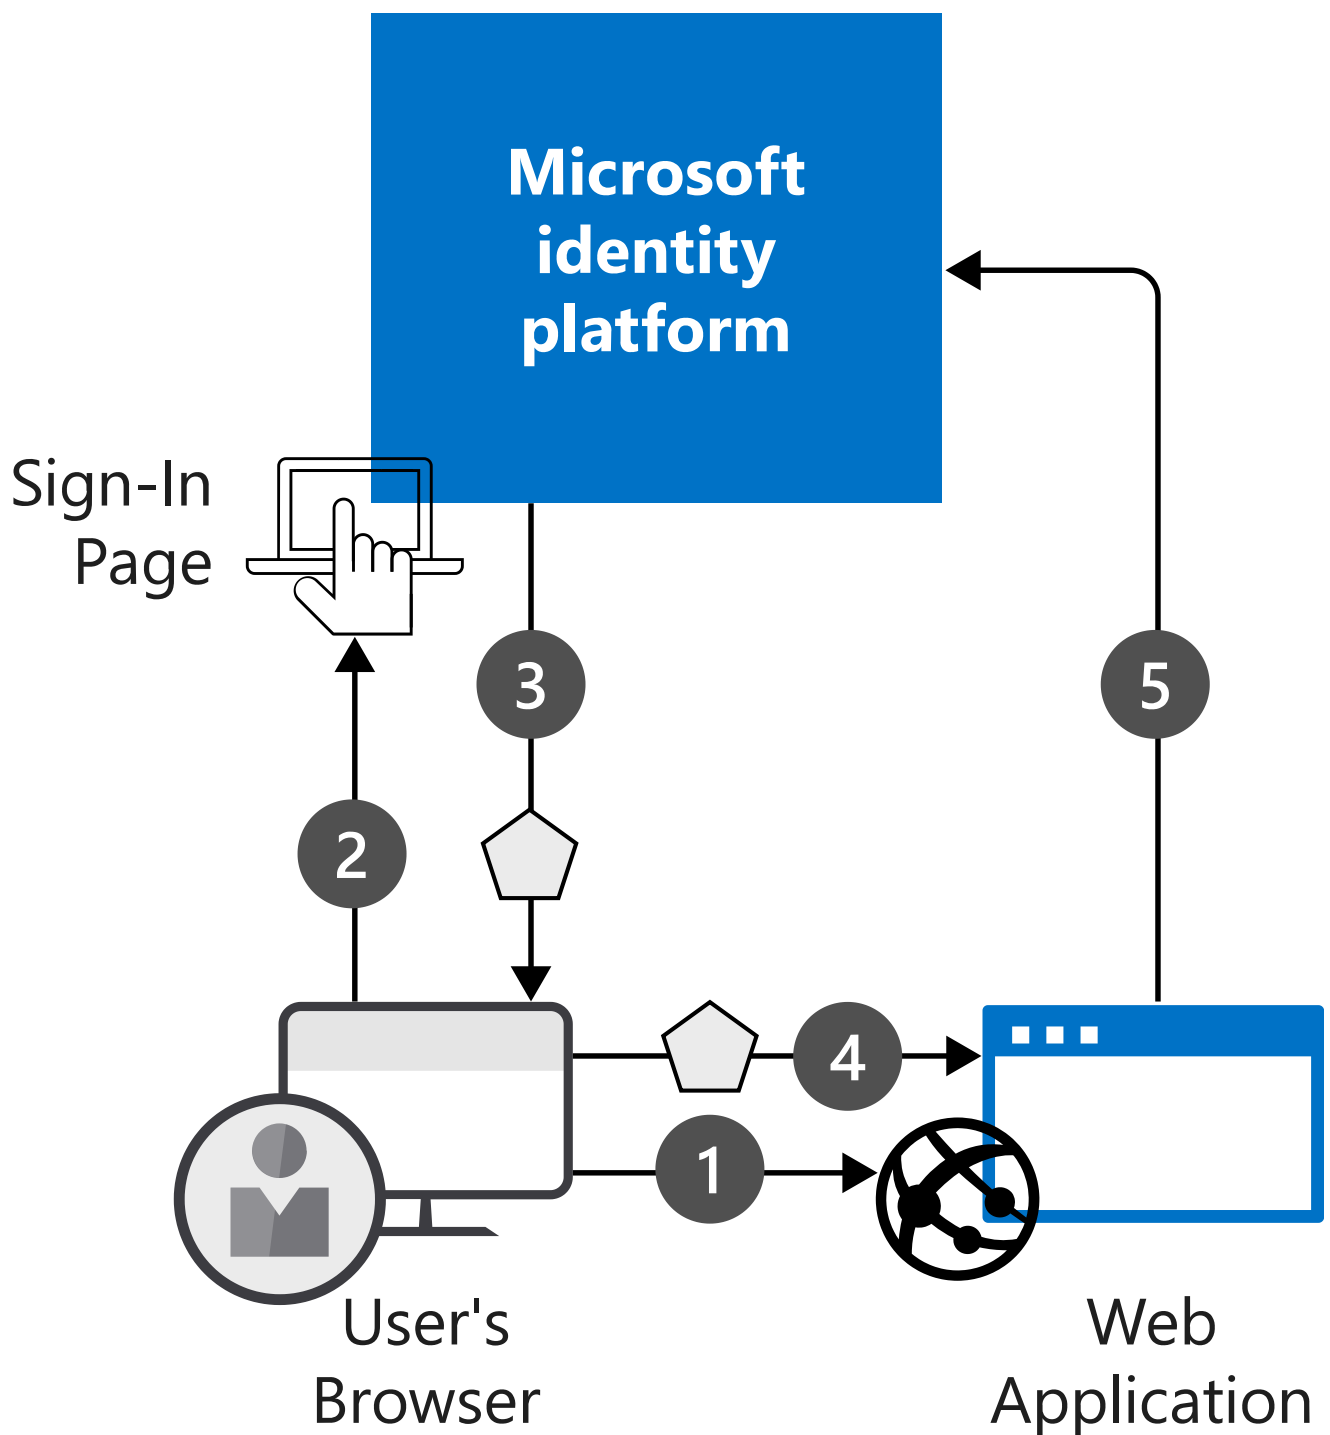 Microsoft
identity
platform
Sign-In
Page
3
5
2
4
1
User's
Browser
Web
Application